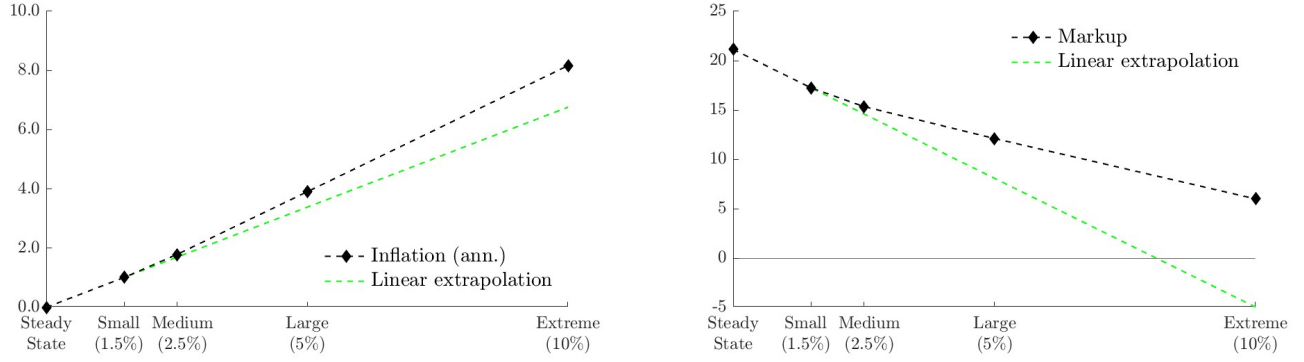 10.0
8.0
6.0
4.0
2.0
0.0
Inflation (ann.)
Linear extrapolation
Steady State
Small (1.5%)
Medium (2.5%)
Large (5%)
Extreme (10%)
25
20
15
10
5
0
-5
Markup
Linear extrapolation
Steady State
Small (1.5%)
Medium (2.5%)
Large (5%)
Extreme (10%)